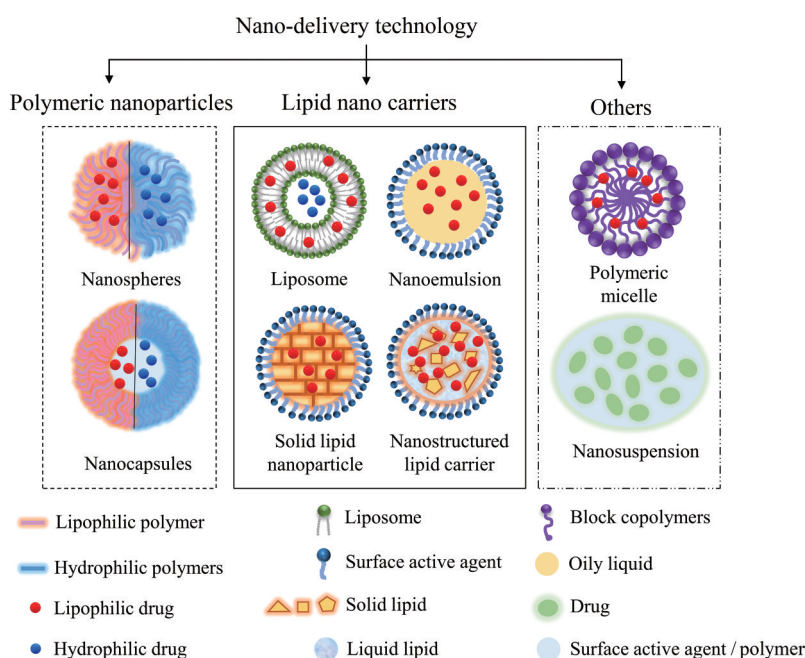 Nano-delivery technology
Polymeric nanoparticles
Lipid nano carriers
Others
Nanospheres
Liposome
Nanoemulsion
Polymeric
micelle
Nanocapsules
Solid lipid
nanoparticle
Nanostructured
lipid carrier
Nanosuspension
Lipophilic polymer
Liposome
Block copolymers
Hydrophilic polymers
Surface active agent
Oily liquid
Lipophilic drug
Solid lipid
Drug
Hydrophilic drug
Liquid lipid
Surface active agent / polymer